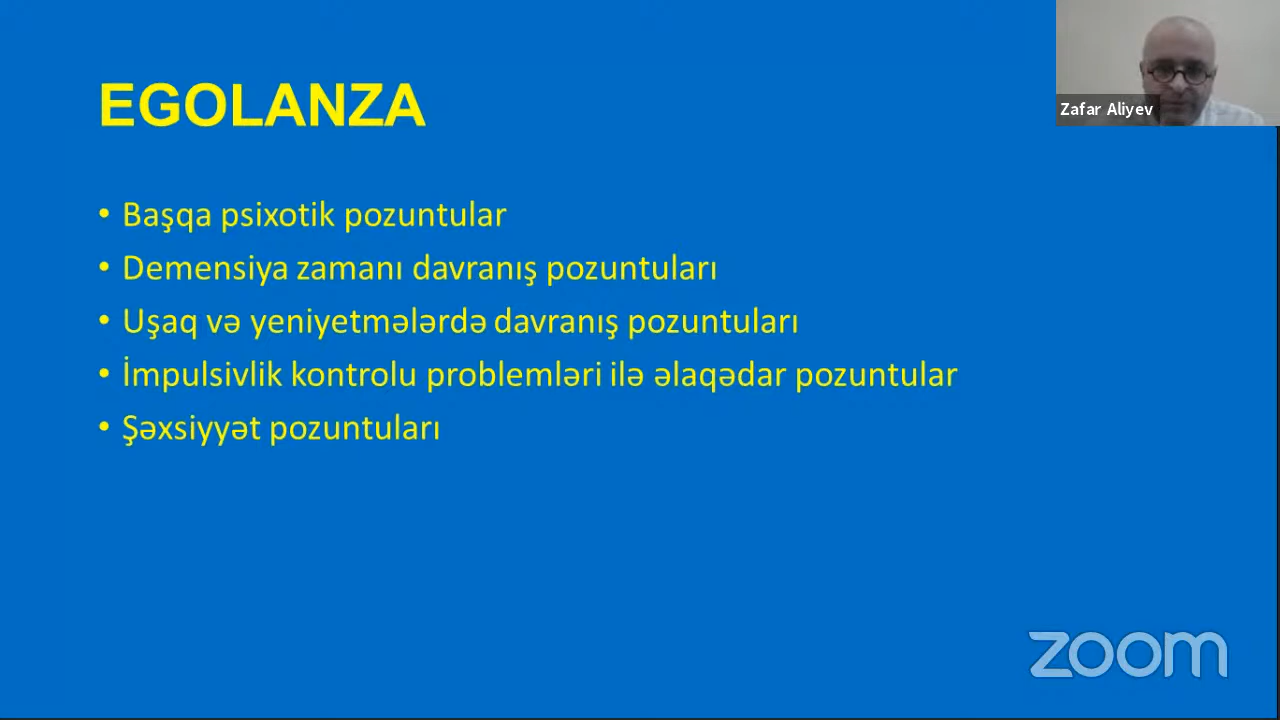 EGOLANZA
Zafar Aliyev
• Başqa psixotik pozuntular
• Demensiya zamanı davranış pozuntuları
• Uşaq və yeniyetmələrdə davranış pozuntuları
• İmpulsivlik kontrolu problemləri ilə əlaqədar pozuntular
• Şəxsiyyət pozuntuları
zoom